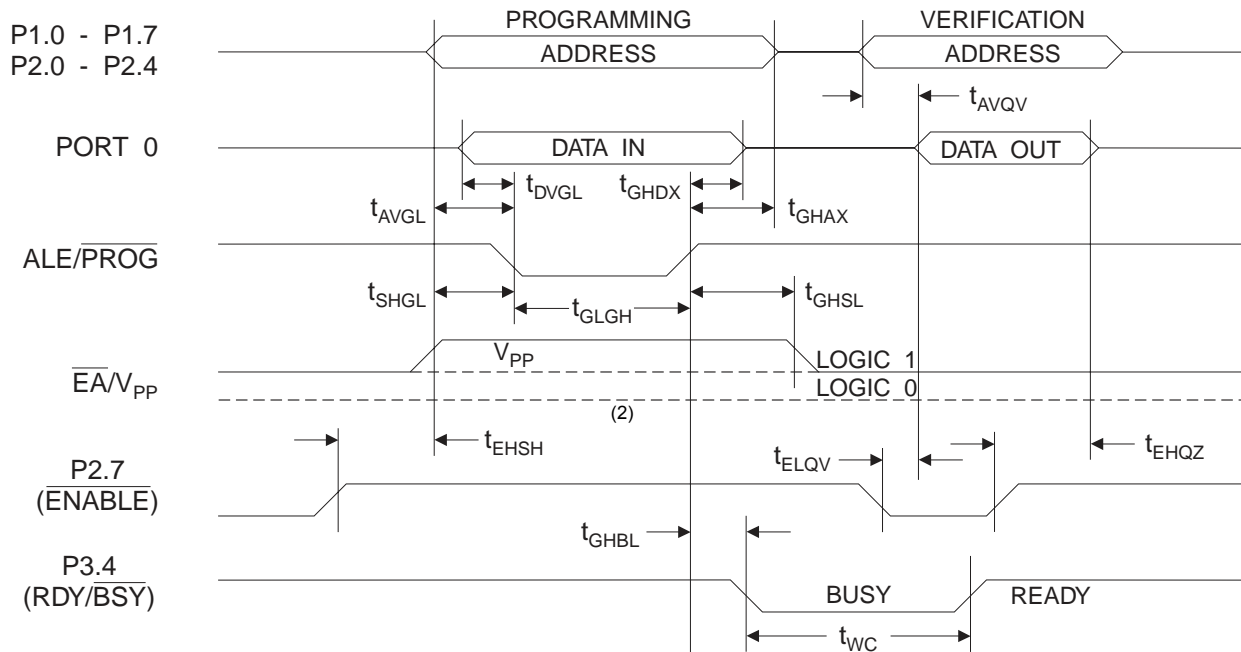 PROGRAMMING
VERIFICATION
P1.0 - P1.7
P2.0 - P2.4
ADDRESS
ADDRESS
tAVQV
PORT 0
DATA IN
DATA OUT
tDVGL
tGHDX
tAVGL
tGHAX
ALE/PROG
tSHGL
tGLGH
tGHSL
VPP
LOGIC 1
EA/VPP
LOGIC 0
(2)
tEHSH
tELQV
tEHQZ
P2.7
(ENABLE)
tGHBL
P3.4
(RDY/BSY)
BUSY
READY
tWC